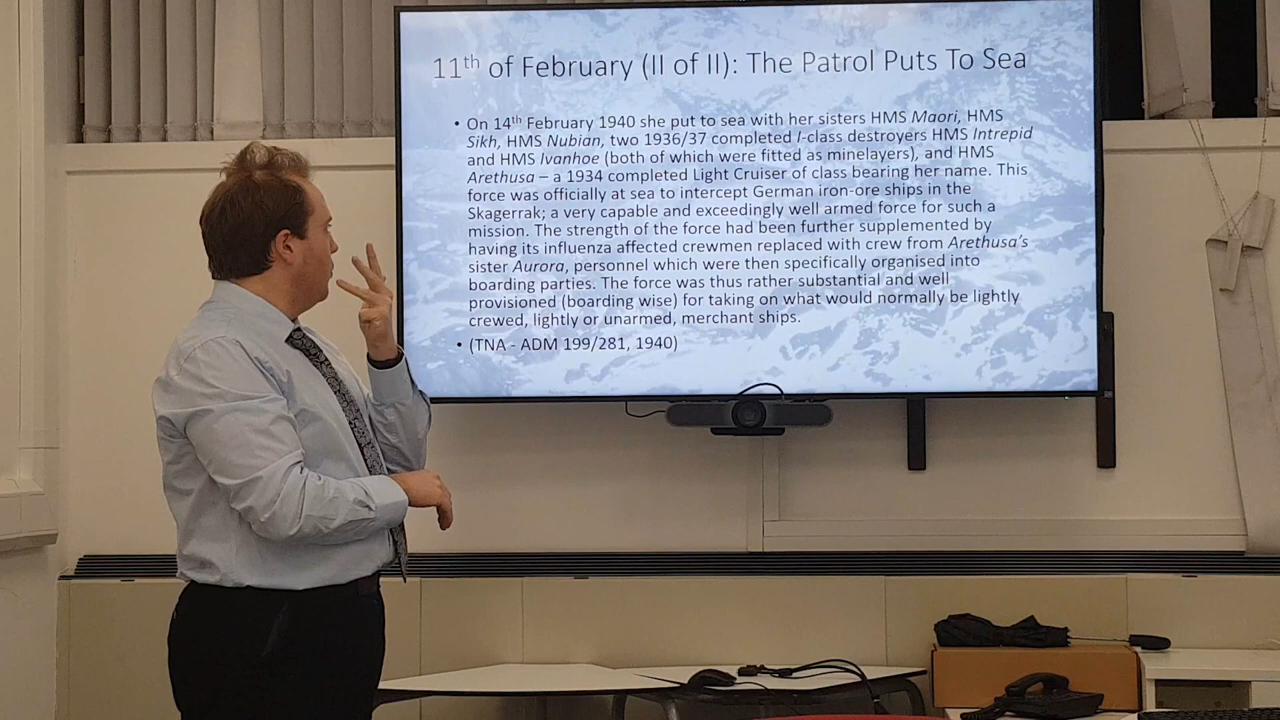 11th of February (II of II): The Patrol Puts To Sea
• On 14th February 1940 she put to sea with her sisters HMS Maori, HMS
Sikh, HMS Nubian, two 1936/37 completed I-class destroyers HMS Intrepid
and HMS Ivanhoe (both of which were fitted as minelayers), and HMS
Arethusa – a 1934 completed Light Cruiser of class bearing her name. This
force was officially at sea to intercept German iron-ore ships in the
Skagerrak; a very capable and exceedingly well armed force for such a
mission. The strength of the force had been further supplemented by
having its influenza affected crewmen replaced with crew from Arethusa's
sister Aurora, personnel which were then specifically organised into
boarding parties. The force was thus rather substantial and well
provisioned (boarding wise) for taking on what would normally be lightly
crewed, lightly or unarmed, merchant ships.
• (TNA - ADM 199/281, 1940)